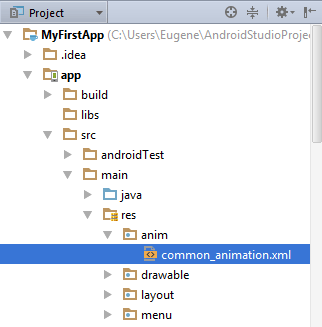 Project
MyFirstApp (C:\Users\Eugene\AndroidStudioProje
.idea
app
build
libs
src
androidTest
main
java
res
anim
common_animation.xml
drawable
layout
menu